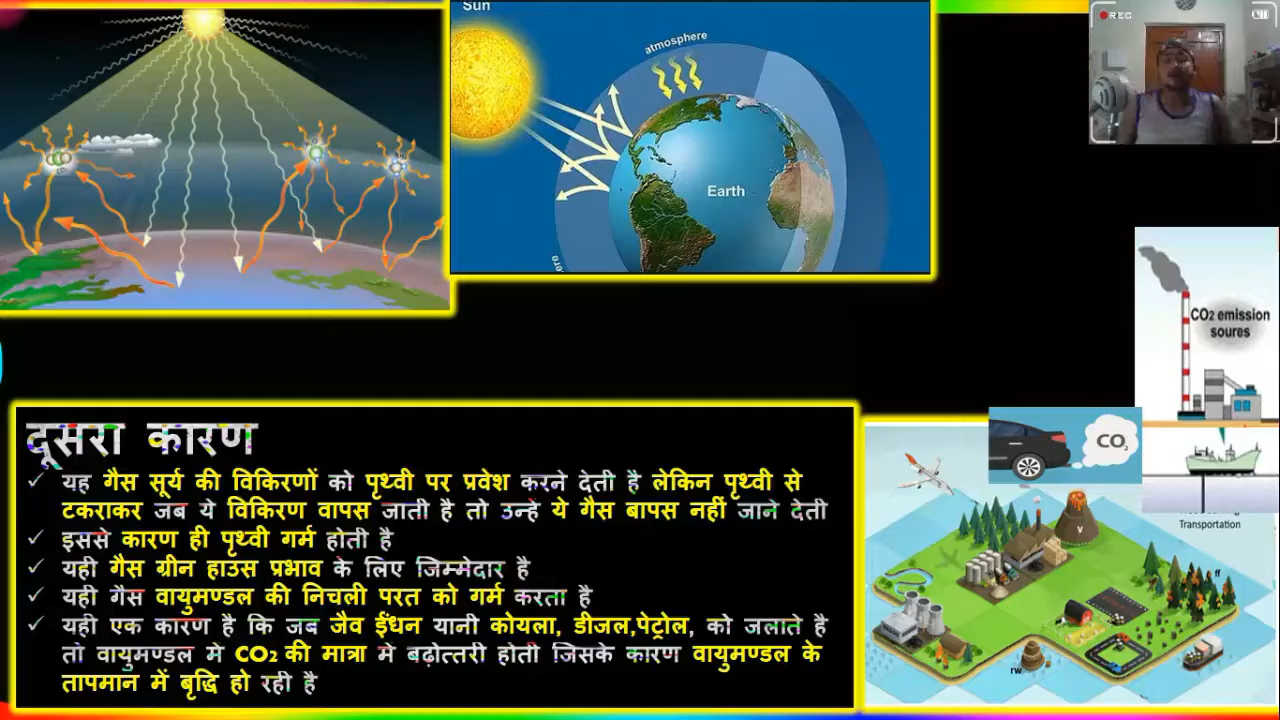 Sun
atmosphere
Earth
REC
CO2 emission
soures
CO₂
Transportation
दूसरा कारण
✓ यह गैस सूर्य की विकिरणों को पृथ्वी पर प्रवेश करने देती है लेकिन पृथ्वी से
टकराकर जब ये विकिरण वापस जाती है तो उन्हे ये गैस बापस नहीं जाने देती
✓ इससे कारण ही पृथ्वी गर्म होती है
✓ यही गैस ग्रीन हाउस प्रभाव के लिए जिम्मेदार है
✓ यही गैस वायुमण्डल की निचली परत को गर्म करता है
✓ यही एक कारण है कि जब जैव ईंधन यानी कोयला, डीजल,पेट्रोल, को जलाते है
तो वायुमण्डल मे CO₂ की मात्रा मे बढ़ोत्तरी होती जिसके कारण वायुमण्डल के
तापमान में बृद्धि हो रही है
V
ff
rw